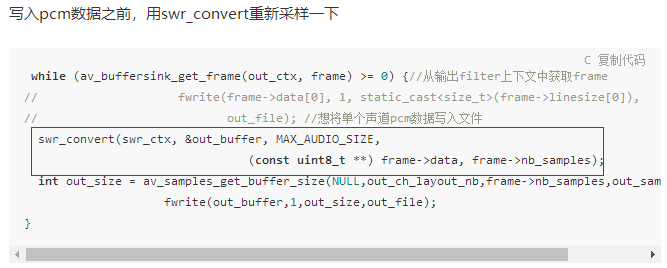 写入pcm数据之前，用swr_convert重新采样一下
C 复制代码
while (av_buffersink_get_frame(out_ctx, frame) >= 0) {//从输出filter上下文中获取frame
// fwrite(frame->data[0], 1, static_cast<size_t>(frame->linesize[0]),
// out_file); //想将单个声道pcm数据写入文件
swr_convert(swr_ctx, &out_buffer, MAX_AUDIO_SIZE,
(const uint8_t **) frame->data, frame->nb_samples);
int out_size = av_samples_get_buffer_size(NULL,out_ch_layout_nb,frame->nb_samples,out_sam
fwrite(out_buffer,1,out_size,out_file);
}